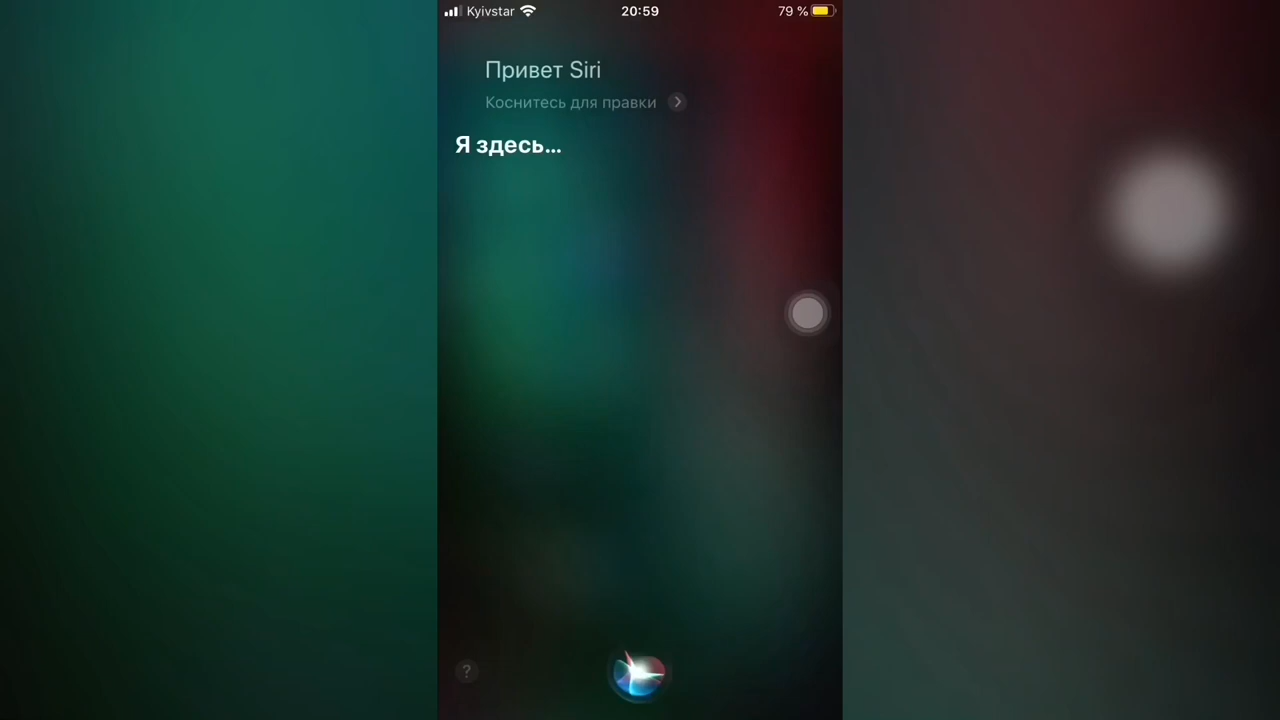 Kyivstar 20:59 79 %
Привет Siri
Коснитесь для правки
Я здесь...
?